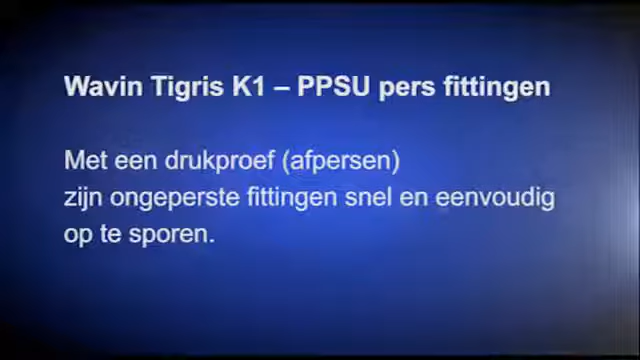 Wavin Tigris K1 – PPSU pers fittingen
Met een drukproef (afpersen)
zijn ongeperste fittingen snel en eenvoudig
op te sporen.